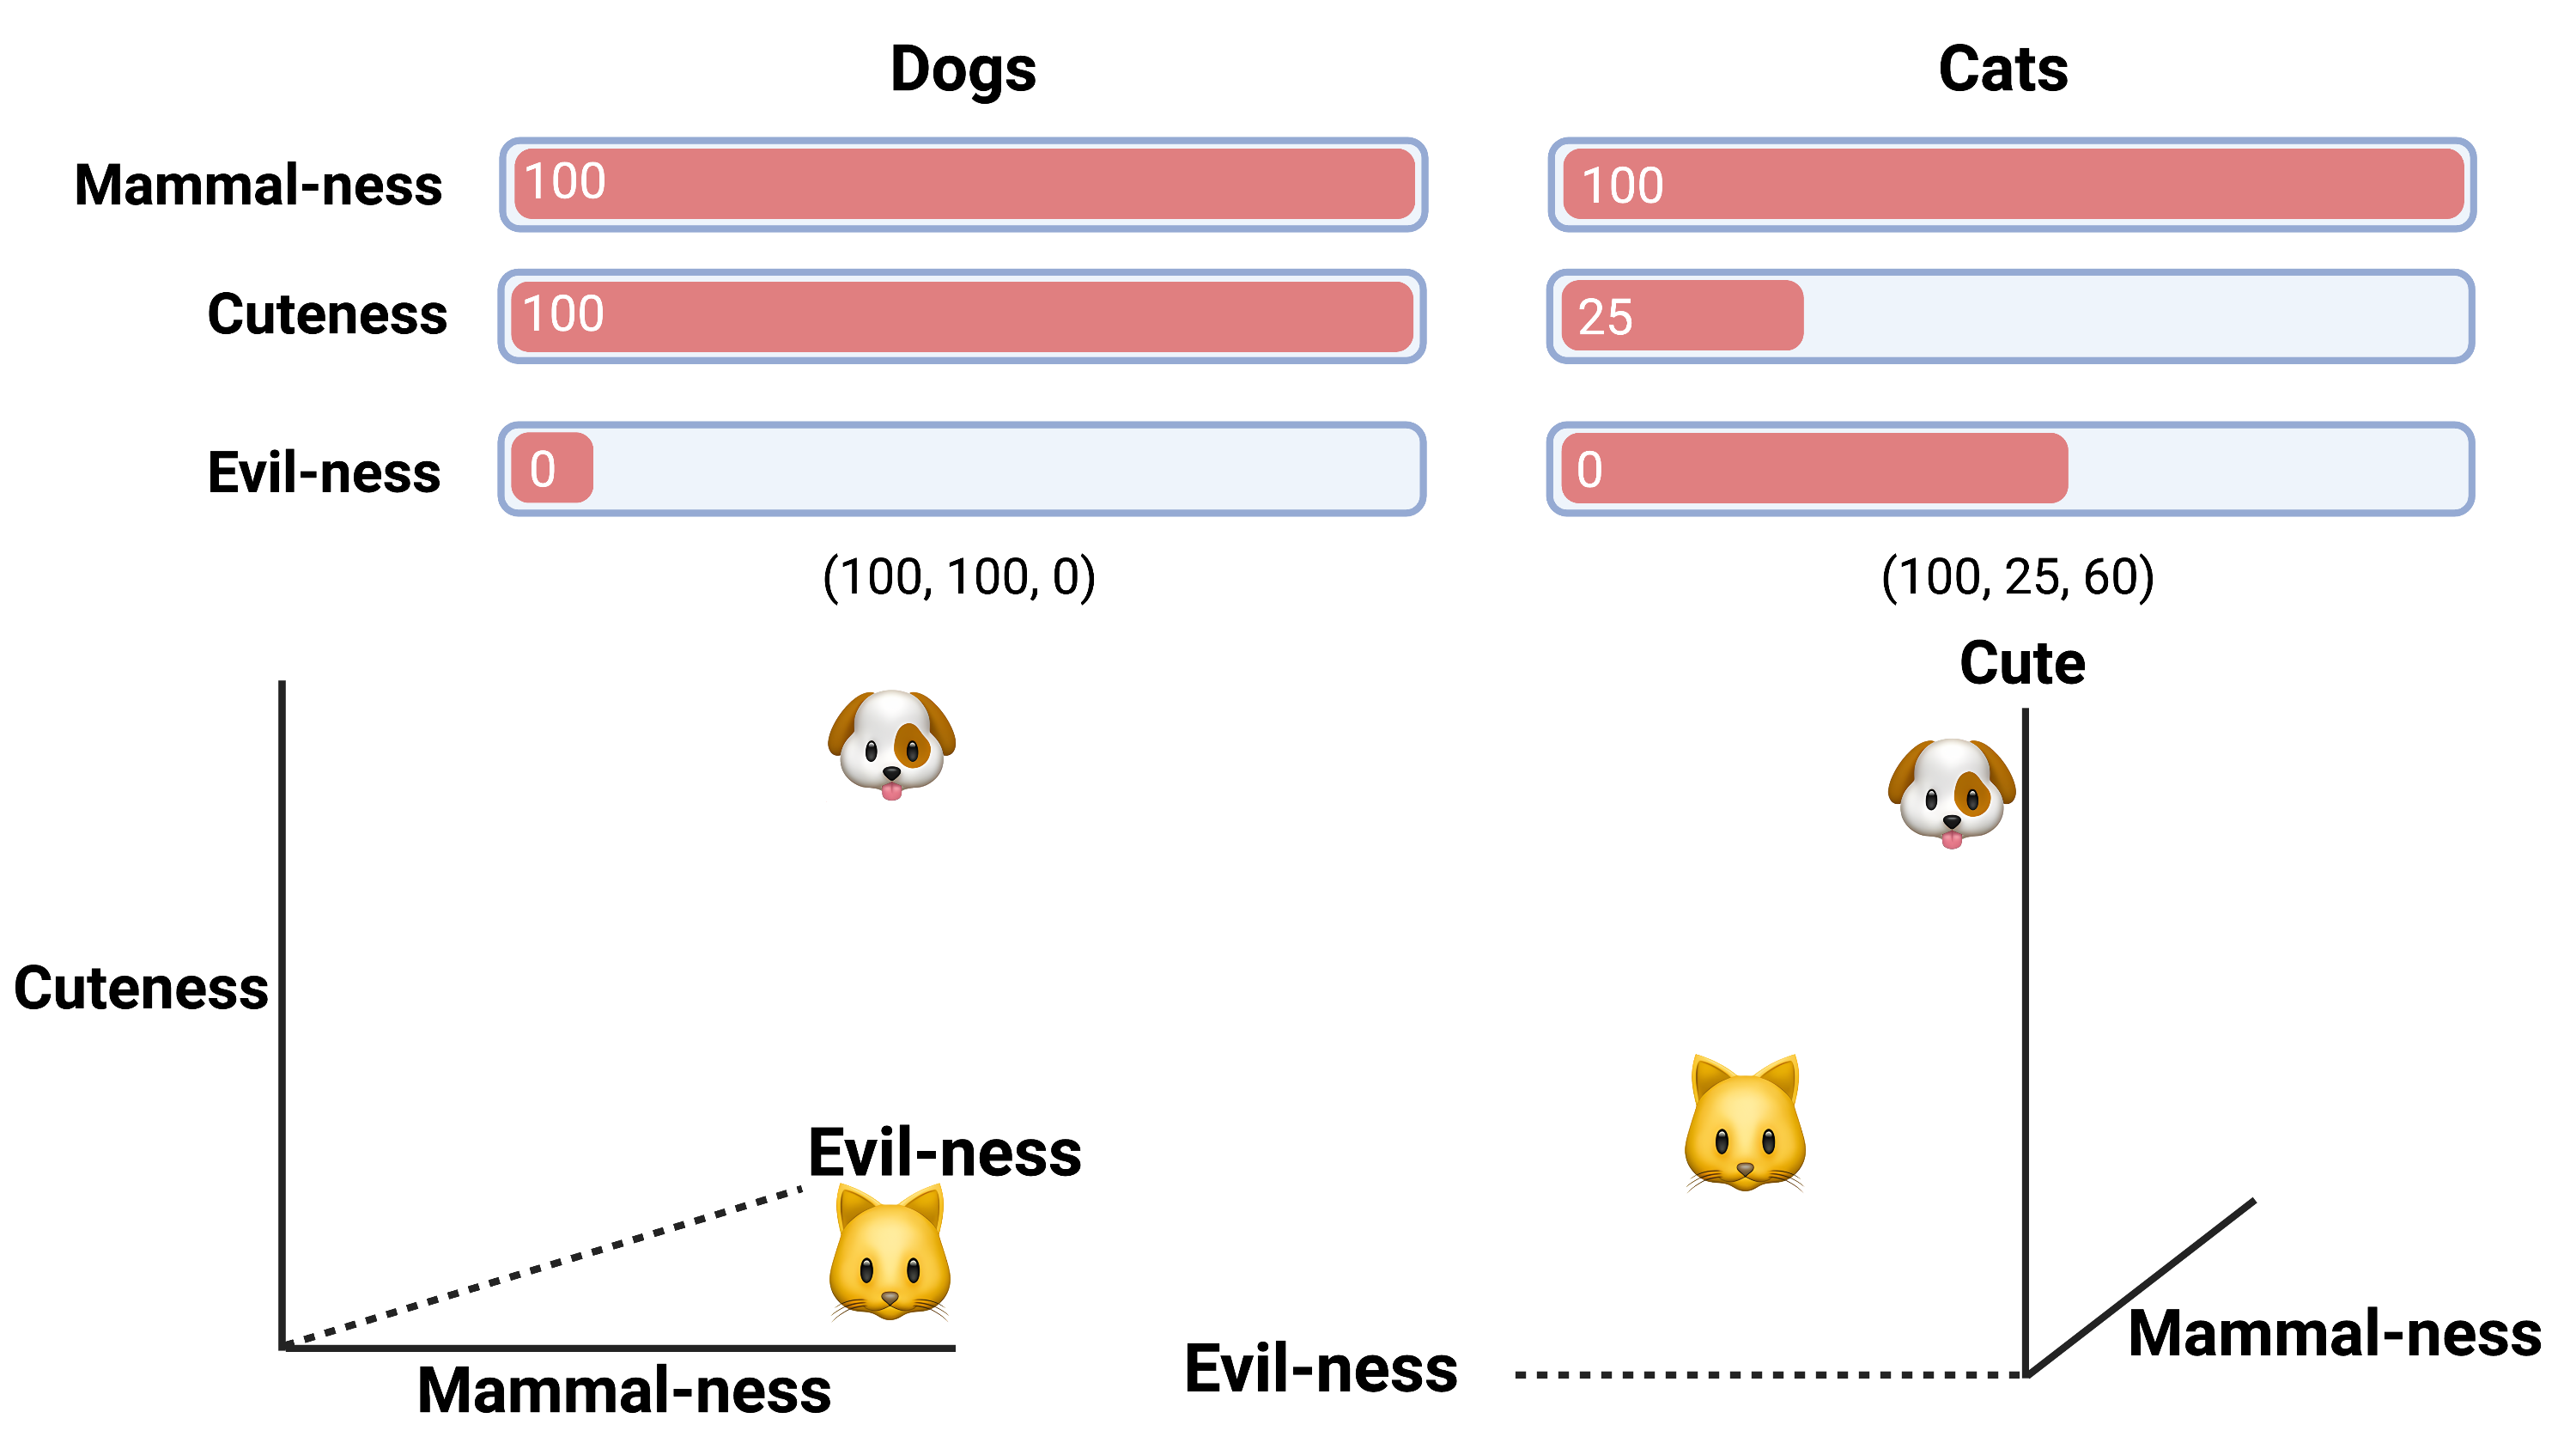 Dogs
Cats
Mammal-ness
100
100
Cuteness
100
25
Evil-ness
0
0
(100, 100, 0)
(100, 25, 60)
Cute
Cuteness
Evil-ness
Mammal-ness
Evil-ness
Mammal-ness